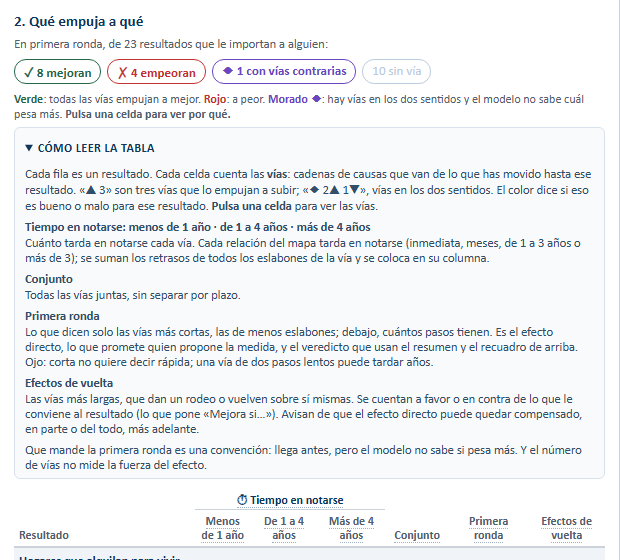 2. Qué empuja a qué
En primera ronda, de 23 resultados que le importan a alguien:
✓ 8 mejoran ✗ 4 empeoran ◆ 1 con vías contrarias 10 sin vía
Verde: todas las vías empujan a mejor. Rojo: a peor. Morado ◆: hay vías en los dos sentidos y el modelo no sabe cuál
pesa más. Pulsa una celda para ver por qué.
▼ CÓMO LEER LA TABLA
Cada fila es un resultado. Cada celda cuenta las vías: cadenas de causas que van de lo que has movido hasta ese
resultado. «▲ 3» son tres vías que lo empujan a subir; «◆ 2▲ 1▼», vías en los dos sentidos. El color dice si eso
es bueno o malo para ese resultado. Pulsa una celda para ver las vías.
Tiempo en notarse: menos de 1 año · de 1 a 4 años · más de 4 años
Cuánto tarda en notarse cada vía. Cada relación del mapa tarda en notarse (inmediata, meses, de 1 a 3 años o
más de 3); se suman los retrasos de todos los eslabones de la vía y se coloca en su columna.
Conjunto
Todas las vías juntas, sin separar por plazo.
Primera ronda
Lo que dicen solo las vías más cortas, las de menos eslabones; debajo, cuántos pasos tienen. Es el efecto
directo, lo que promete quien propone la medida, y el veredicto que usan el resumen y el recuadro de arriba.
Ojo: corta no quiere decir rápida; una vía de dos pasos lentos puede tardar años.
Efectos de vuelta
Las vías más largas, que dan un rodeo o vuelven sobre sí mismas. Se cuentan a favor o en contra de lo que le
conviene al resultado (lo que pone «Mejora si...»). Avisan de que el efecto directo puede quedar compensado,
en parte o del todo, más adelante.
Que mande la primera ronda es una convención: llega antes, pero el modelo no sabe si pesa más. Y el número
de vías no mide la fuerza del efecto.
⏱ Tiempo en notarse
Resultado Menos de 1 año De 1 a 4 años Más de 4 años Conjunto Primera ronda Efectos de vuelta
Hogares que alquilan para vivir